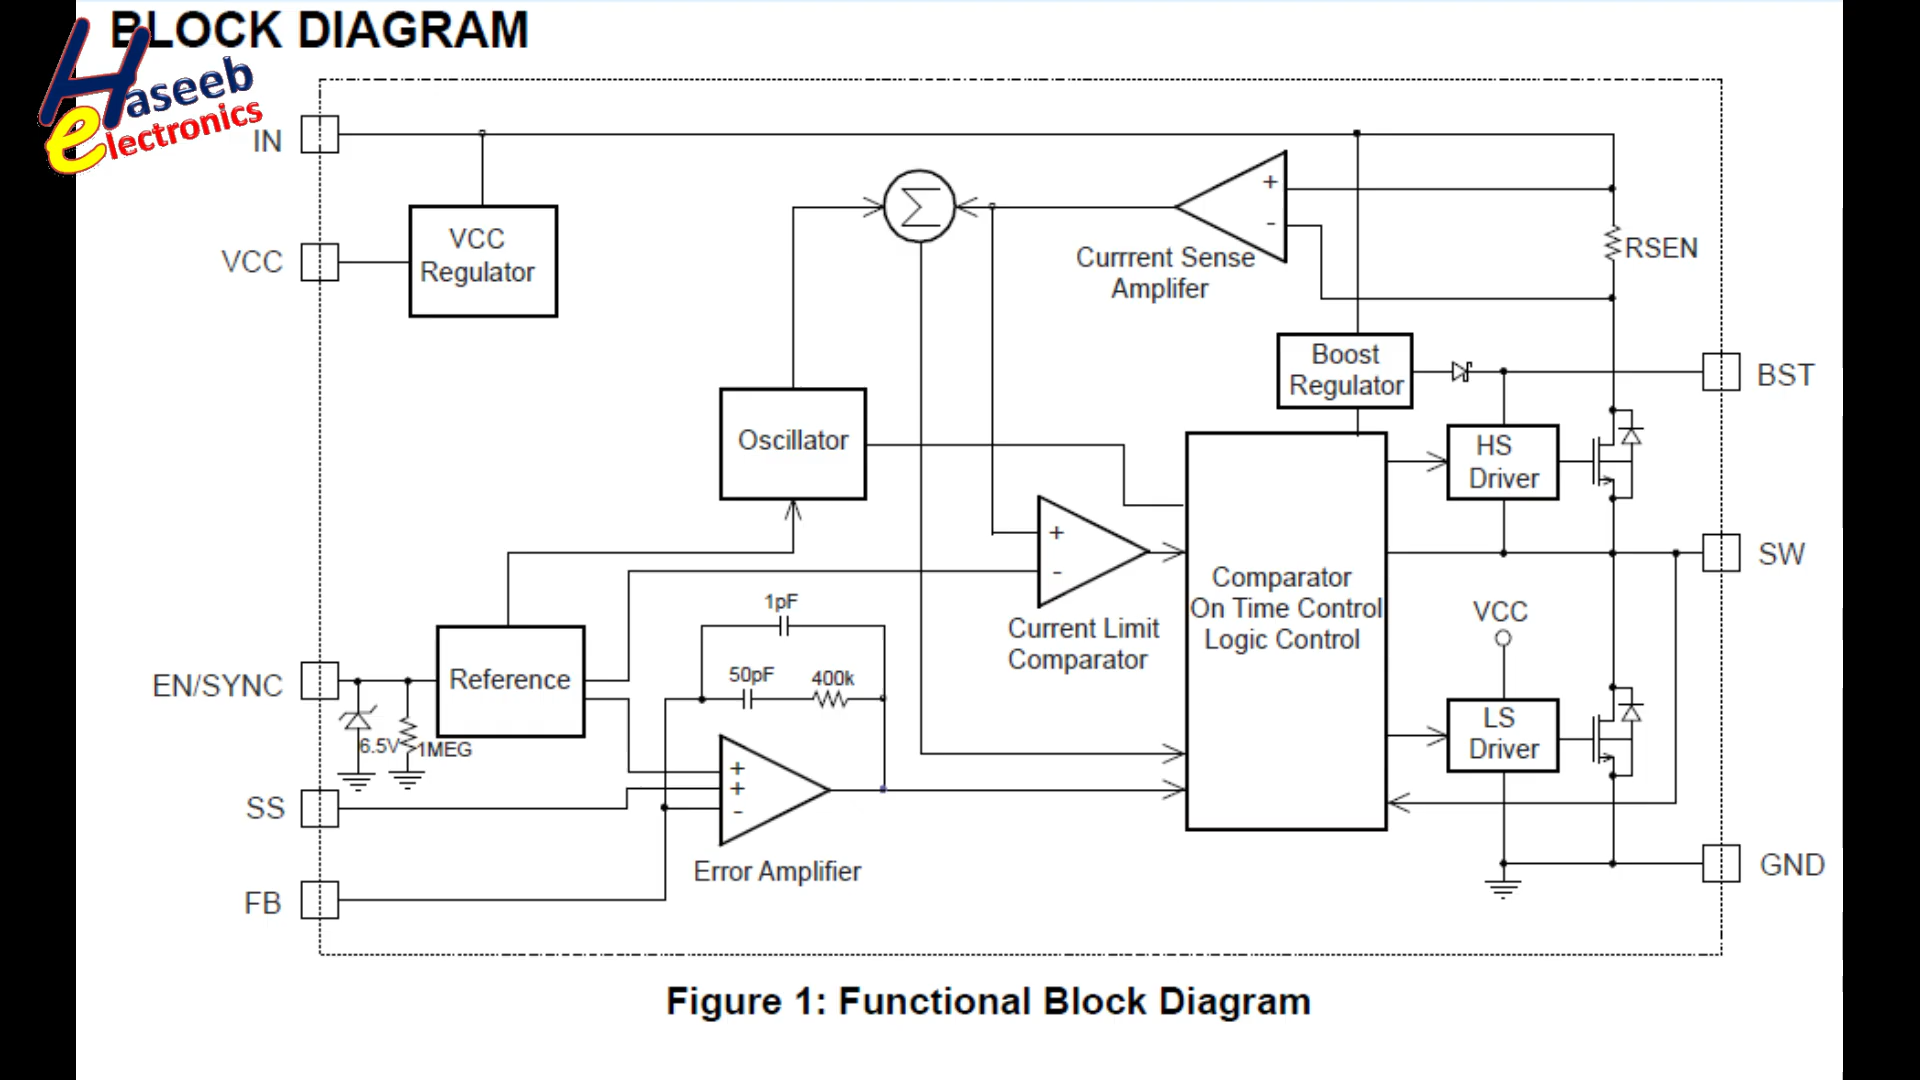 BLOCK DIAGRAM
Haseeb
electronics
IN
VCC
VCC
Regulator
Σ
+
-
Currrent Sense
Amplifer
RSEN
Boost
Regulator
BST
Oscillator
HS
Driver
+
-
Current Limit
Comparator
Comparator
On Time Control
Logic Control
SW
VCC
1pF
50pF
400k
EN/SYNC
Reference
6.5V
1MEG
LS
Driver
+
+
-
SS
Error Amplifier
FB
GND
Figure 1: Functional Block Diagram